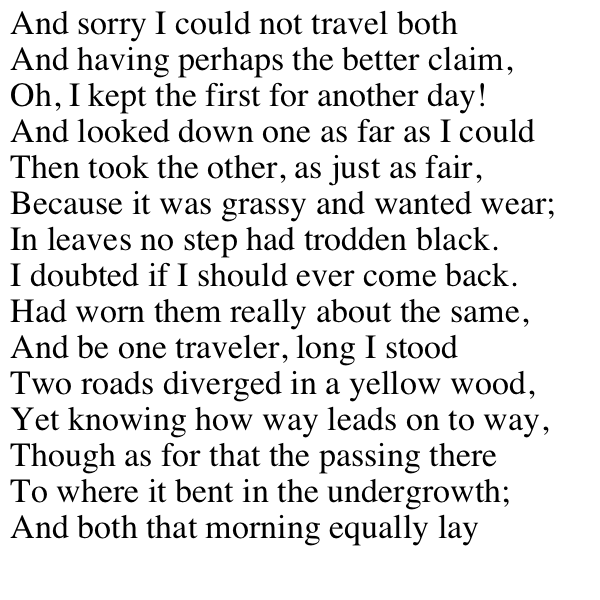 And sorry I could not travel both
And having perhaps the better claim,
Oh, I kept the first for another day!
And looked down one as far as I could
Then took the other, as just as fair,
Because it was grassy and wanted wear;
In leaves no step had trodden black.
I doubted if I should ever come back.
Had worn them really about the same,
And be one traveler, long I stood
Two roads diverged in a yellow wood,
Yet knowing how way leads on to way,
Though as for that the passing there
To where it bent in the undergrowth;
And both that morning equally lay